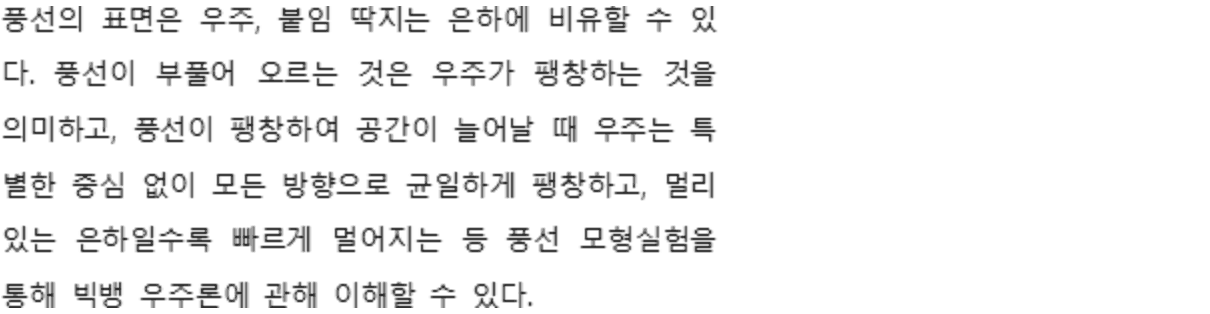 풍선의 표면은 우주, 붙임 딱지는 은하에 비유할 수 있
다. 풍선이 부풀어 오르는 것은 우주가 팽창하는 것을
의미하고, 풍선이 팽창하여 공간이 늘어날 때 우주는 특
별한 중심 없이 모든 방향으로 균일하게 팽창하고, 멀리
있는 은하일수록 빠르게 멀어지는 등 풍선 모형실험을
통해 빅뱅 우주론에 관해 이해할 수 있다.